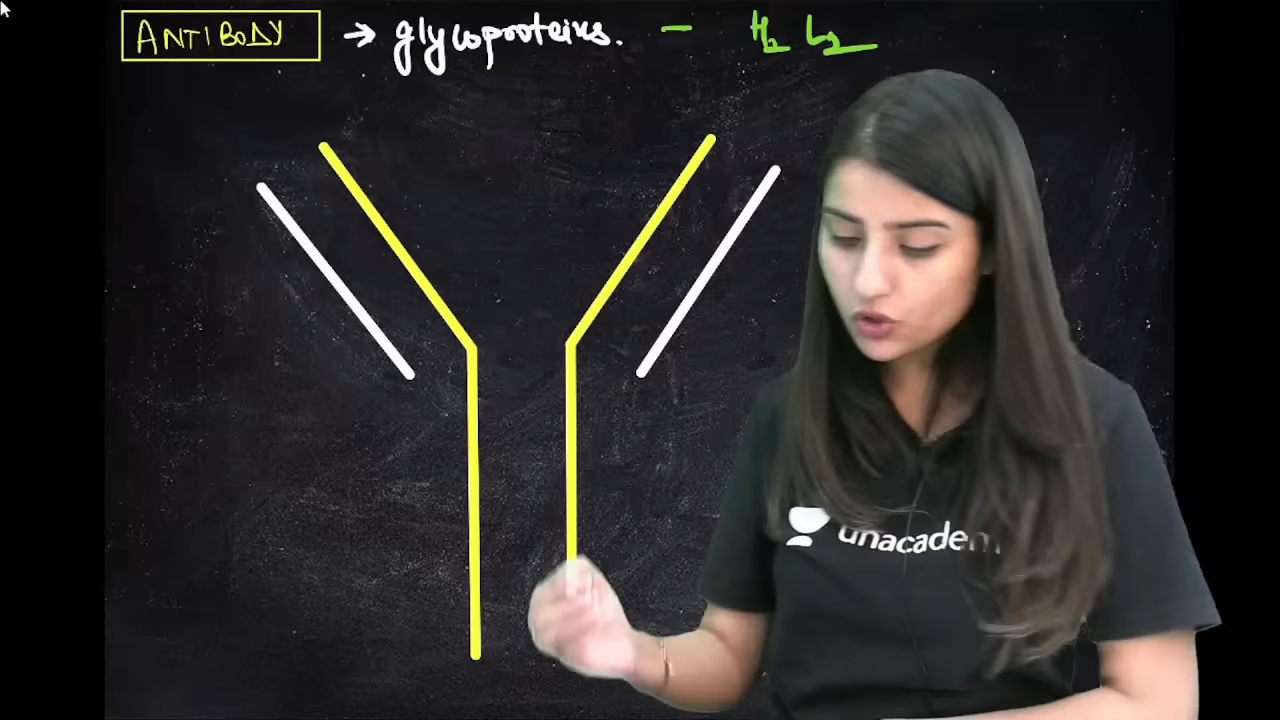 ANTIBODY → glycoproteins. - H₂ L₂
unacadem